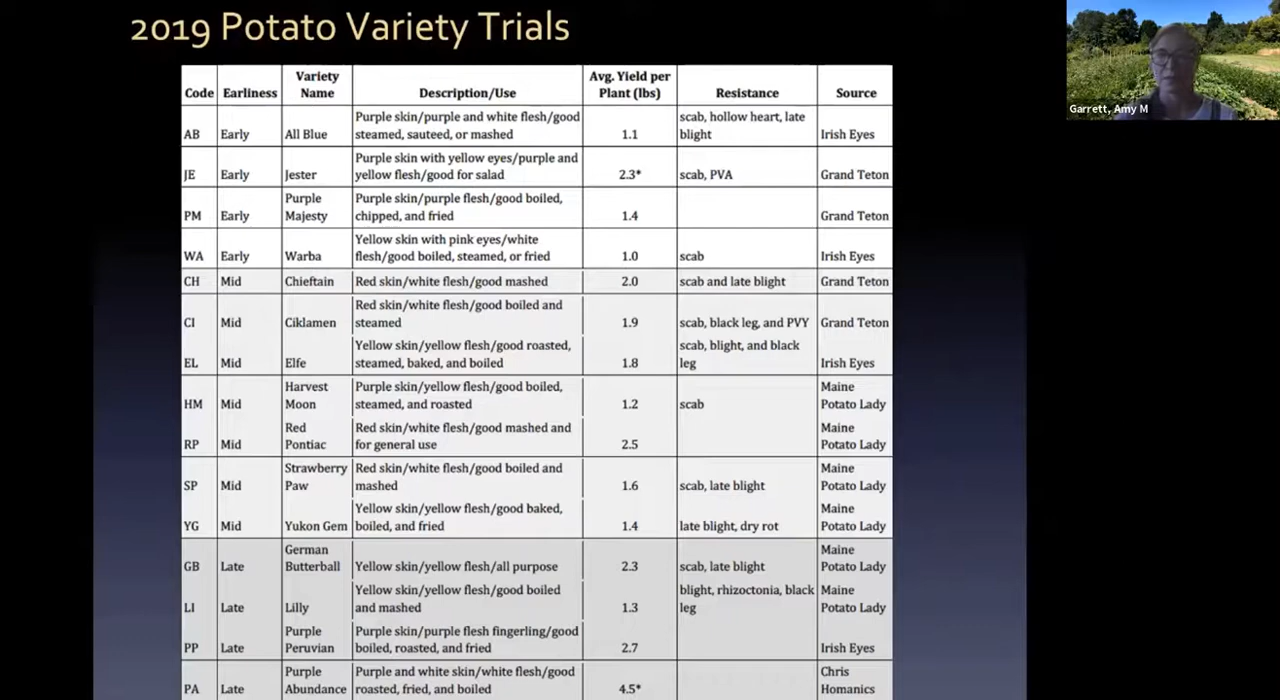 2019 Potato Variety Trials
Garrett, Amy M
Code Earliness Variety Name Description/Use Avg. Yield per Plant (lbs) Resistance Source
AB Early All Blue Purple skin/purple and white flesh/good steamed, sauteed, or mashed 1.1 scab, hollow heart, late blight Irish Eyes
JE Early Jester Purple skin with yellow eyes/purple and yellow flesh/good for salad 2.3* scab, PVA Grand Teton
PM Early Purple Majesty Purple skin/purple flesh/good boiled, chipped, and fried 1.4 Grand Teton
WA Early Warba Yellow skin with pink eyes/white flesh/good boiled, steamed, or fried 1.0 scab Irish Eyes
CH Mid Chieftain Red skin/white flesh/good mashed 2.0 scab and late blight Grand Teton
CI Mid Ciklamen Red skin/white flesh/good boiled and steamed 1.9 scab, black leg, and PVY Grand Teton
EL Mid Elfe Yellow skin/yellow flesh/good roasted, steamed, baked, and boiled 1.8 scab, blight, and black leg Irish Eyes
HM Mid Harvest Moon Purple skin/yellow flesh/good boiled, steamed, and roasted 1.2 scab Maine Potato Lady
RP Mid Red Pontiac Red skin/white flesh/good mashed and for general use 2.5 Maine Potato Lady
SP Mid Strawberry Paw Red skin/white flesh/good boiled and mashed 1.6 scab, late blight Maine Potato Lady
YG Mid Yukon Gem Yellow skin/yellow flesh/good baked, boiled, and fried 1.4 late blight, dry rot Maine Potato Lady
GB Late German Butterball Yellow skin/yellow flesh/all purpose 2.3 scab, late blight Maine Potato Lady
LI Late Lilly Yellow skin/yellow flesh/good boiled and mashed 1.3 blight, rhizoctonia, black leg Maine Potato Lady
PP Late Purple Peruvian Purple skin/purple flesh fingerling/good boiled, roasted, and fried 2.7 Irish Eyes
PA Late Purple Abundance Purple and white skin/white flesh/good roasted, fried, and boiled 4.5* Chris Homanics